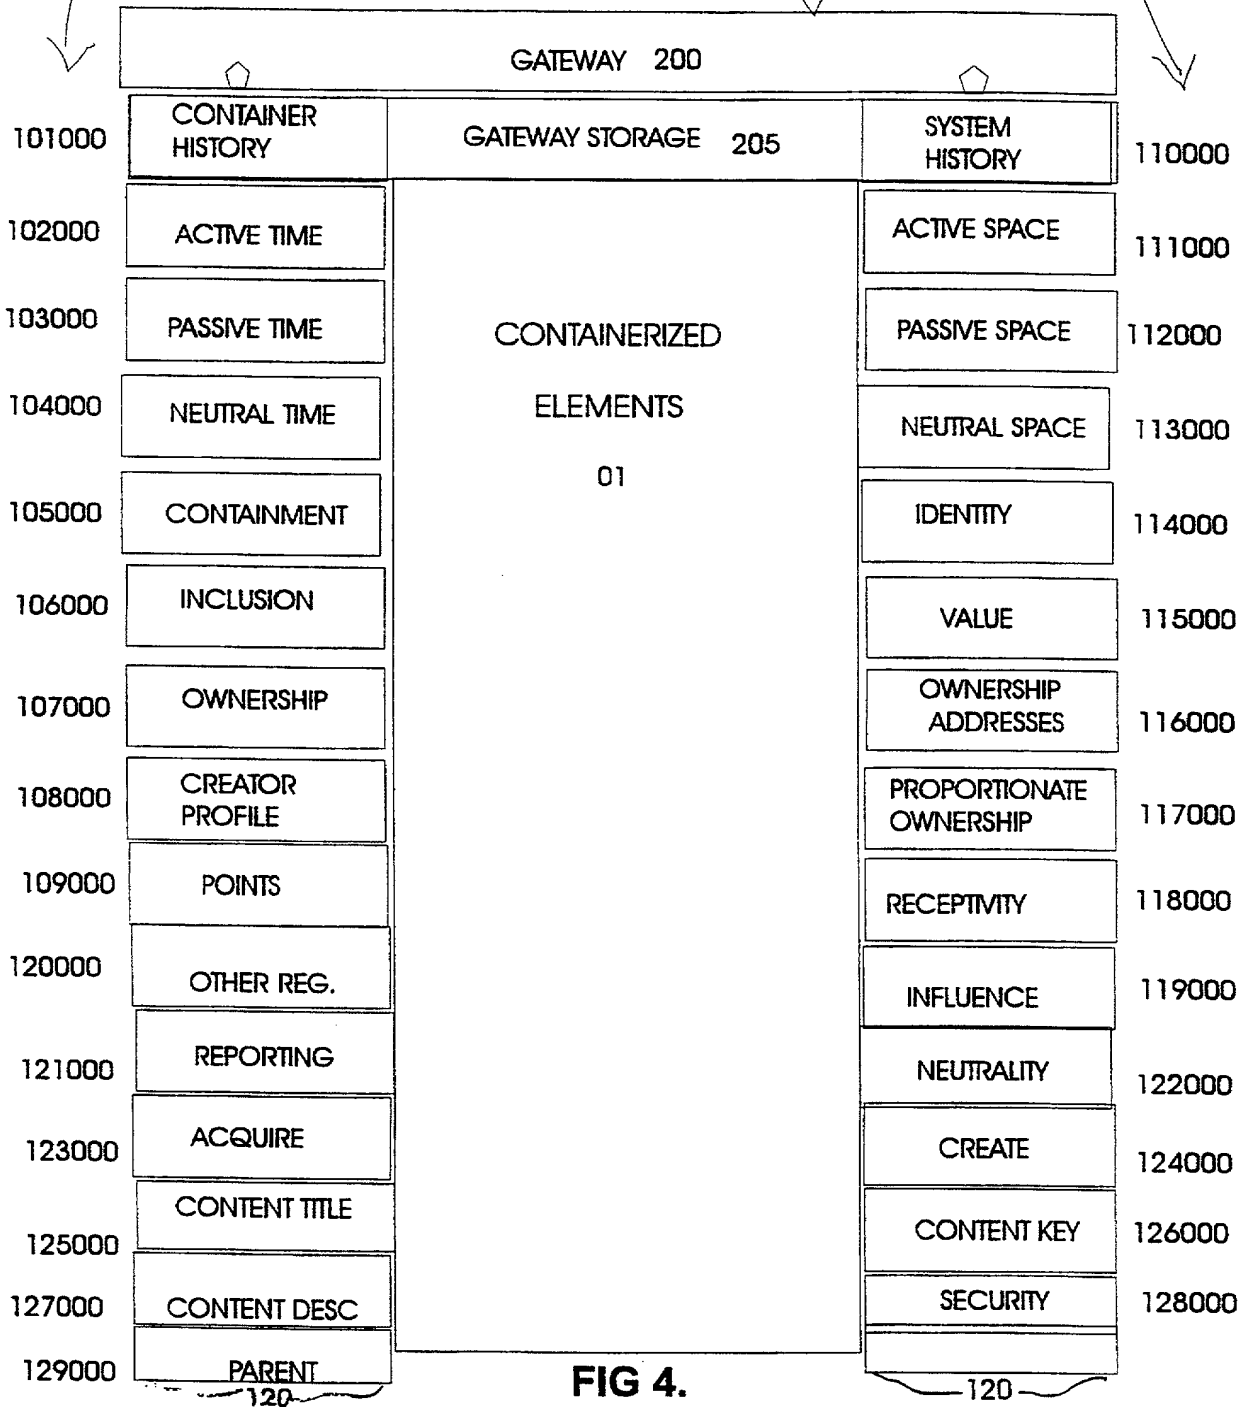 GATEWAY 200
101000 CONTAINER HISTORY GATEWAY STORAGE 205 SYSTEM HISTORY 110000
102000 ACTIVE TIME ACTIVE SPACE 111000
103000 PASSIVE TIME CONTAINERIZED PASSIVE SPACE 112000
104000 NEUTRAL TIME ELEMENTS NEUTRAL SPACE 113000
01
105000 CONTAINMENT IDENTITY 114000
106000 INCLUSION VALUE 115000
107000 OWNERSHIP OWNERSHIP ADDRESSES 116000
108000 CREATOR PROFILE PROPORTIONATE OWNERSHIP 117000
109000 POINTS RECEPTIVITY 118000
120000 OTHER REG. INFLUENCE 119000
121000 REPORTING NEUTRALITY 122000
123000 ACQUIRE CREATE 124000
125000 CONTENT TITLE CONTENT KEY 126000
127000 CONTENT DESC SECURITY 128000
129000 PARENT
120 FIG 4. 120